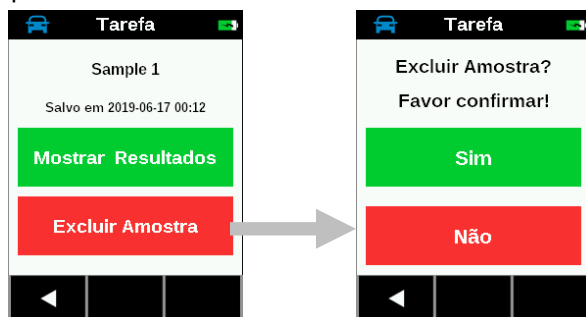 Tarefa
Sample 1
Salvo em 2019-06-17 00:12
Mostrar Resultados
Excluir Amostra
Tarefa
Excluir Amostra?
Favor confirmar!
Sim
Não